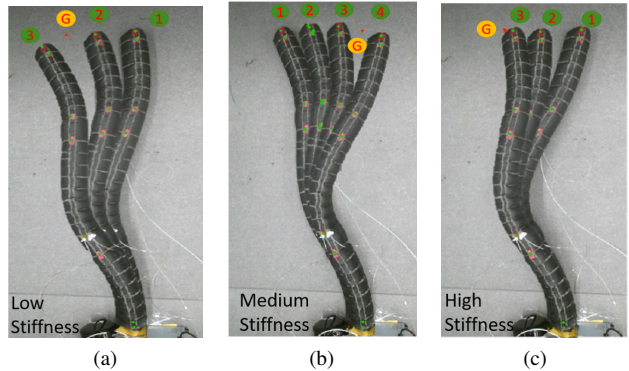 G 2 1
3
Low
Stiffness
(a)
1 2 3 4
G
Medium
Stiffness
(b)
G 3 2 1
High
Stiffness
(c)